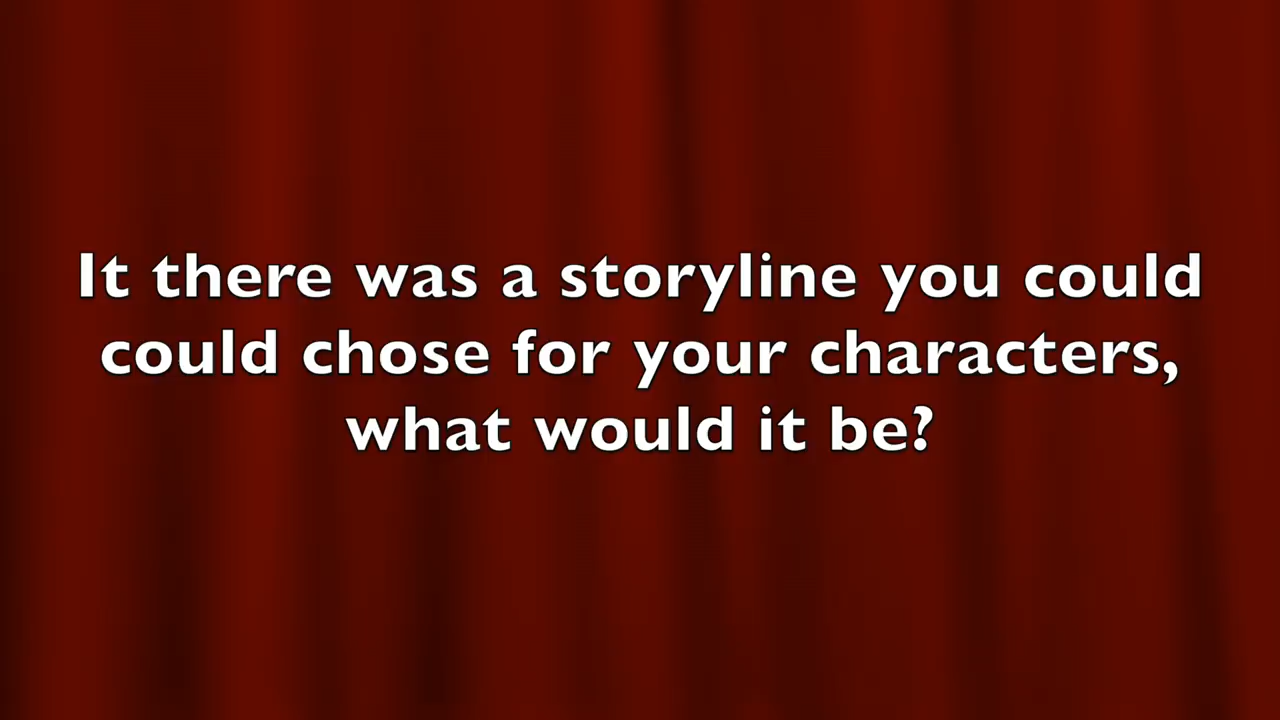 It there was a storyline you could
could chose for your characters,
what would it be?